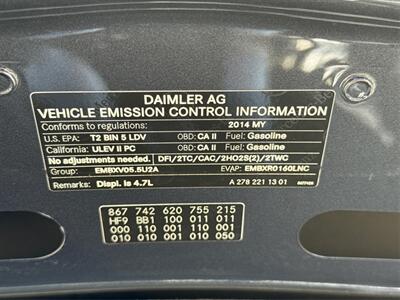 DAIMLER AG
VEHICLE EMISSION CONTROL INFORMATION
Conforms to regulations: 2014 MY
U.S. EPA: T2 BIN 5 LDV OBD: CA II Fuel: Gasoline
California: ULEV II PC OBD: CA II Fuel: Gasoline
No adjustments needed. DFI/2TC/CAC/2HO2S(2)/2TWC
Group: EMBXV05.5U2A EVAP: EMBXR0160LNC
Remarks: Displ. is 4.7L A 278 221 13 01
867 742 620 755 215
HF9 BB1 100 011 011
000 110 001 110 001
010 010 001 010 050